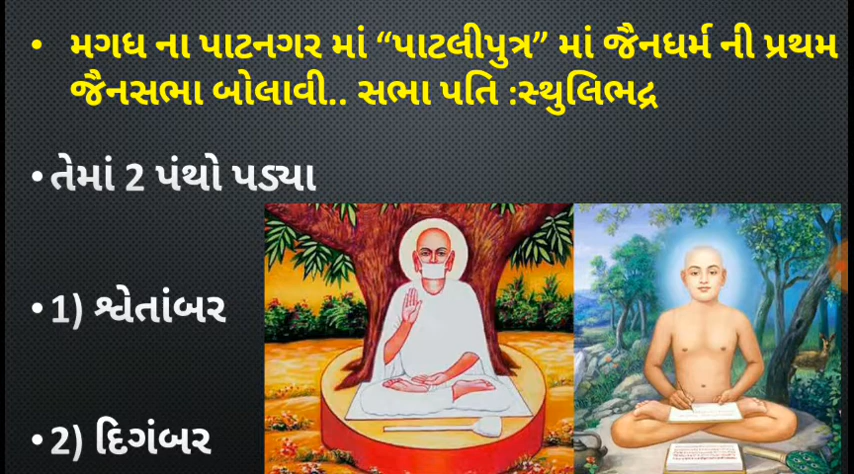 • મગધ ના પાટનગર માં “પાટલીપુત્ર” માં જૈનધર્મ ની પ્રથમ
જૈનસભા બોલાવી.. સભા પતિ :સ્થુલિભદ્ર
• તેમાં 2 પંથો પડ્યા
• 1) શ્વેતાંબર
• 2) દિગંબર